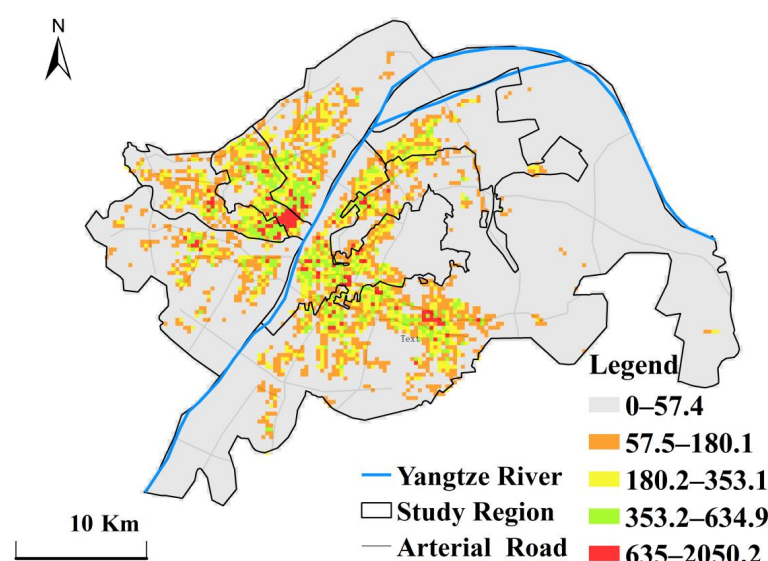 N
Text
Legend
0–57.4
57.5–180.1
180.2–353.1
353.2–634.9
635–2050.2
Yangtze River
Study Region
Arterial Road
10 Km